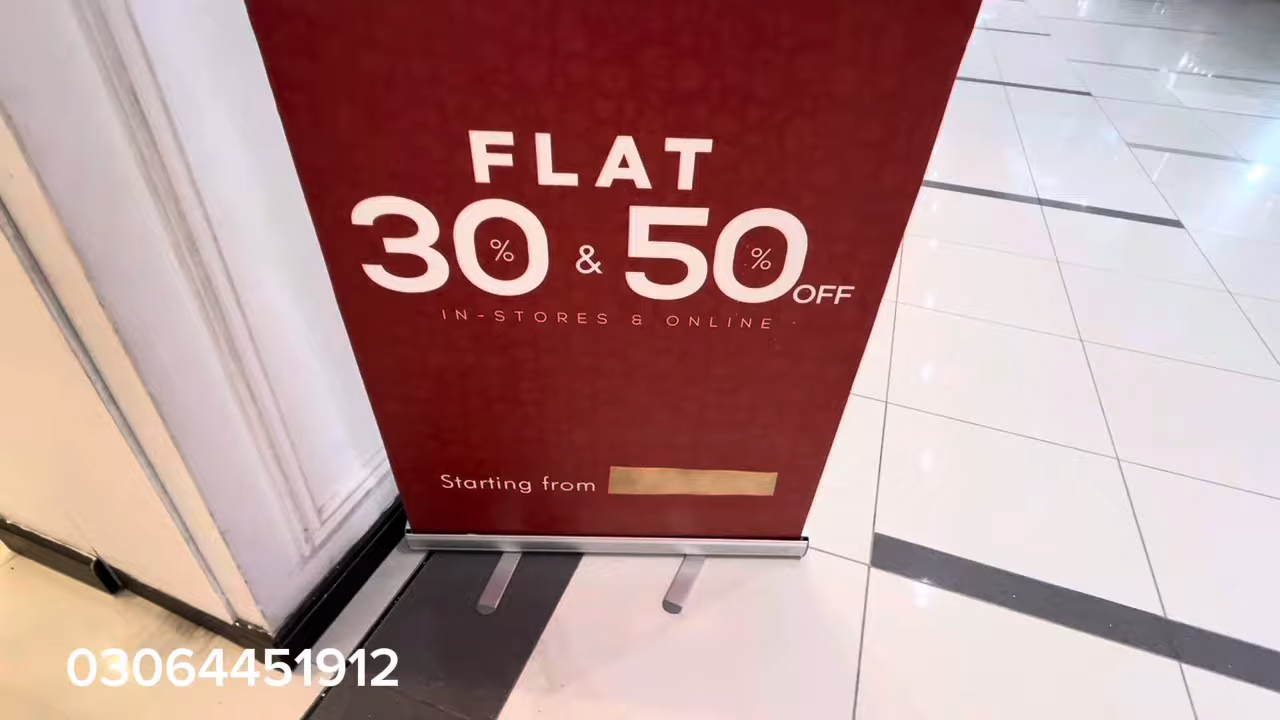 FLAT
30% & 50% OFF
IN-STORES & ONLINE
Starting from
03064451912